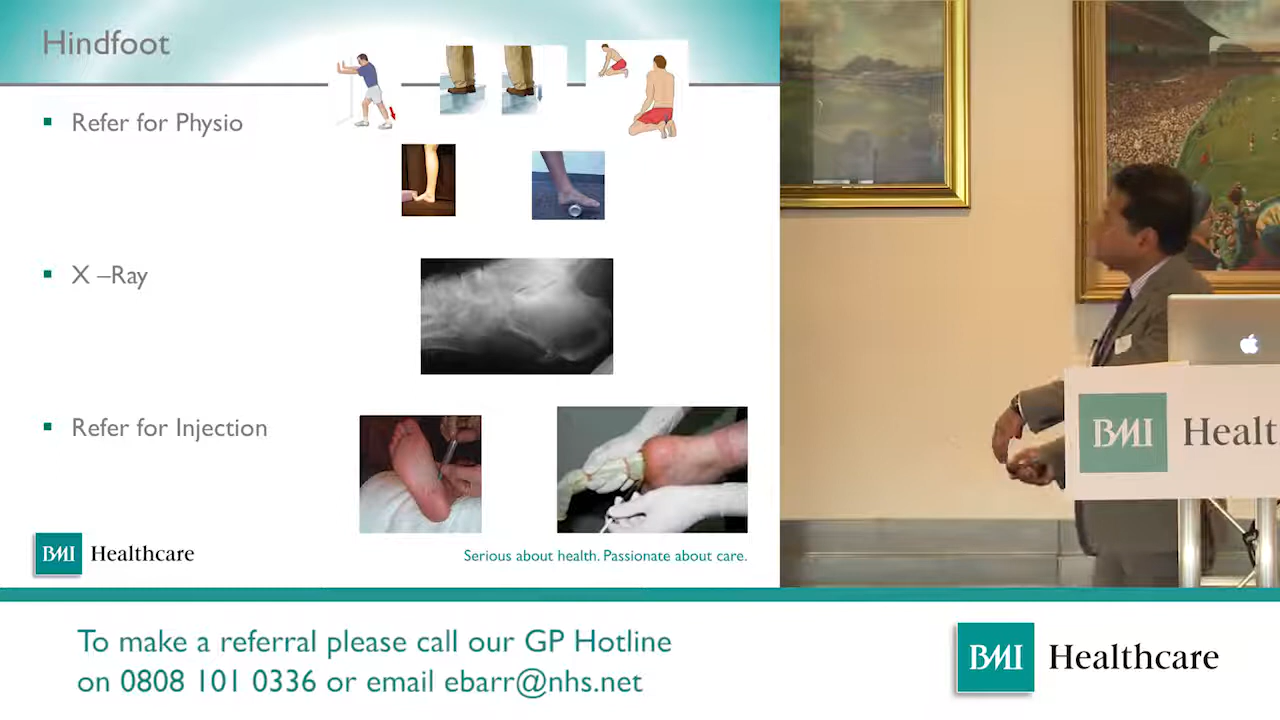 Hindfoot
▪ Refer for Physio
▪ X –Ray
▪ Refer for Injection
BMI Healthcare
Serious about health. Passionate about care.
BMI Healt
To make a referral please call our GP Hotline
on 0808 101 0336 or email ebarr@nhs.net
BMI Healthcare